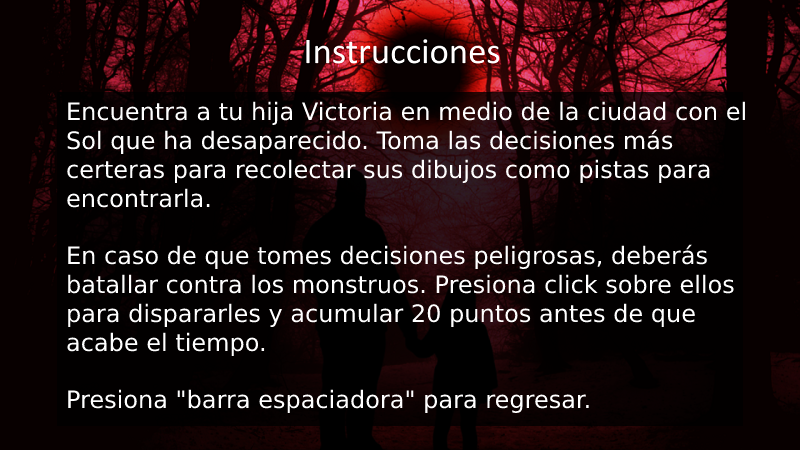 Instrucciones
Encuentra a tu hija Victoria en medio de la ciudad con el
Sol que ha desaparecido. Toma las decisiones más
certeras para recolectar sus dibujos como pistas para
encontrarla.
En caso de que tomes decisiones peligrosas, deberás
batallar contra los monstruos. Presiona click sobre ellos
para dispararles y acumular 20 puntos antes de que
acabe el tiempo.
Presiona "barra espaciadora" para regresar.